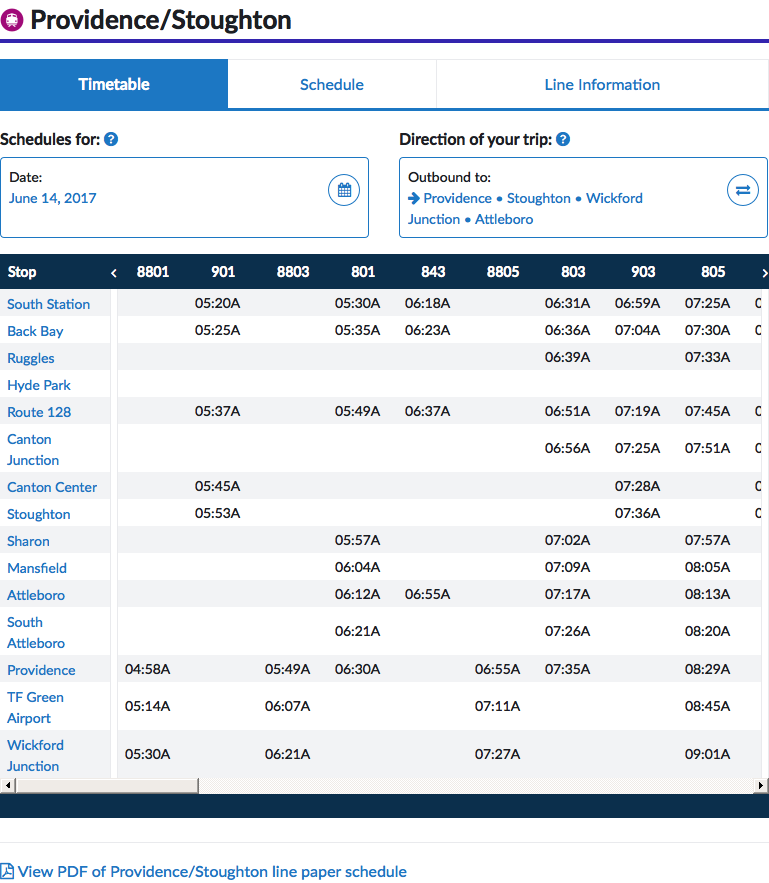 Providence/Stoughton
Timetable Schedule Line Information
Schedules for: ? Direction of your trip: ?
Date:
June 14, 2017
Outbound to:
Providence • Stoughton • Wickford
Junction • Attleboro
Stop 8801 901 8803 801 843 8805 803 903 805
South Station 05:20A 05:30A 06:18A 06:31A 06:59A 07:25A 0
Back Bay 05:25A 05:35A 06:23A 06:36A 07:04A 07:30A 0
Ruggles 06:39A 07:33A
Hyde Park
Route 128 05:37A 05:49A 06:37A 06:51A 07:19A 07:45A 0
Canton
Junction 06:56A 07:25A 07:51A 0
Canton Center 05:45A 07:28A 0
Stoughton 05:53A 07:36A 0
Sharon 05:57A 07:02A 07:57A
Mansfield 06:04A 07:09A 08:05A
Attleboro 06:12A 06:55A 07:17A 08:13A
South
Attleboro 06:21A 07:26A 08:20A
Providence 04:58A 05:49A 06:30A 06:55A 07:35A 08:29A
TF Green
Airport 05:14A 06:07A 07:11A 08:45A
Wickford
Junction 05:30A 06:21A 07:27A 09:01A
View PDF of Providence/Stoughton line paper schedule